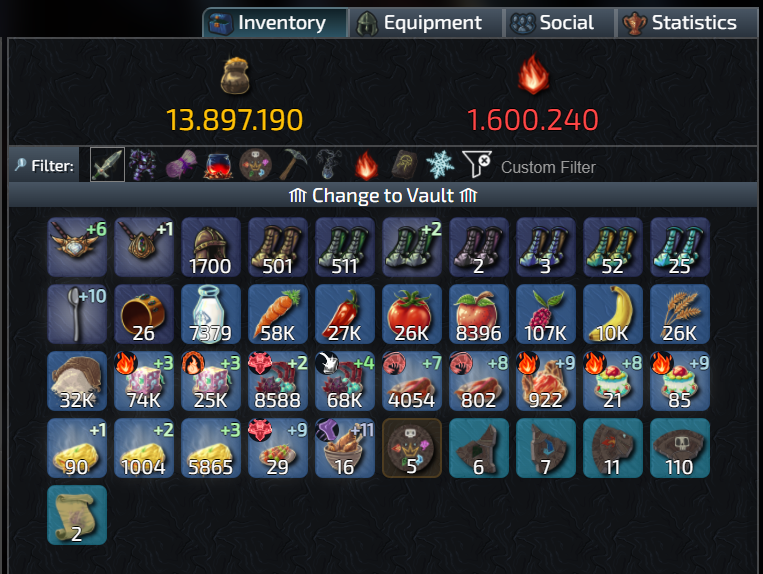 Inventory Equipment Social Statistics
13.897.190 1.600.240
Filter: Custom Filter
Change to Vault
+6 +1 1700 501 511 +2 2 3 52 25
+10 26 7379 58K 27K 26K 8396 107K 10K 26K
32K +3 74K +3 25K +2 8588 +4 68K +7 4054 +8 802 +9 922 +8 21 +9 85
+1 90 +2 1004 +3 5865 +9 29 +11 16 5 6 7 11 110
2